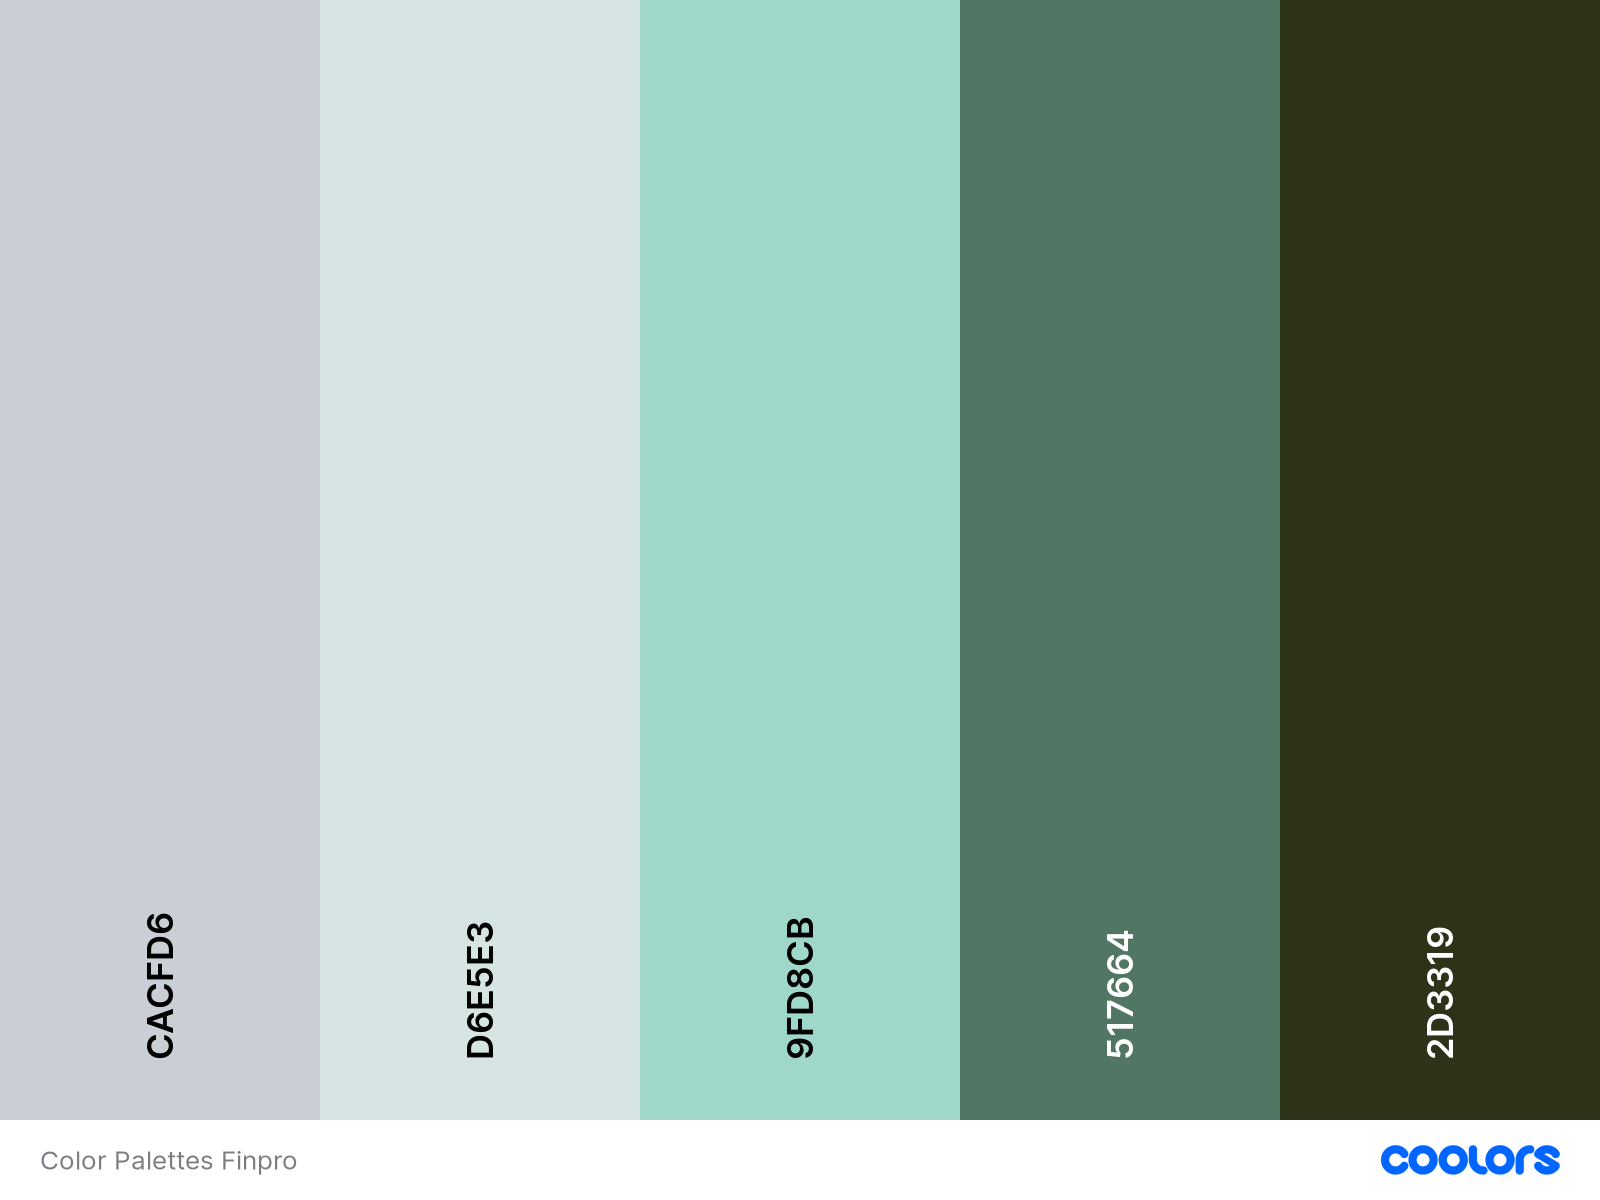 CACFD6
D6E5E3
9FD8CB
517664
2D3319
Color Palettes Finpro
coolors